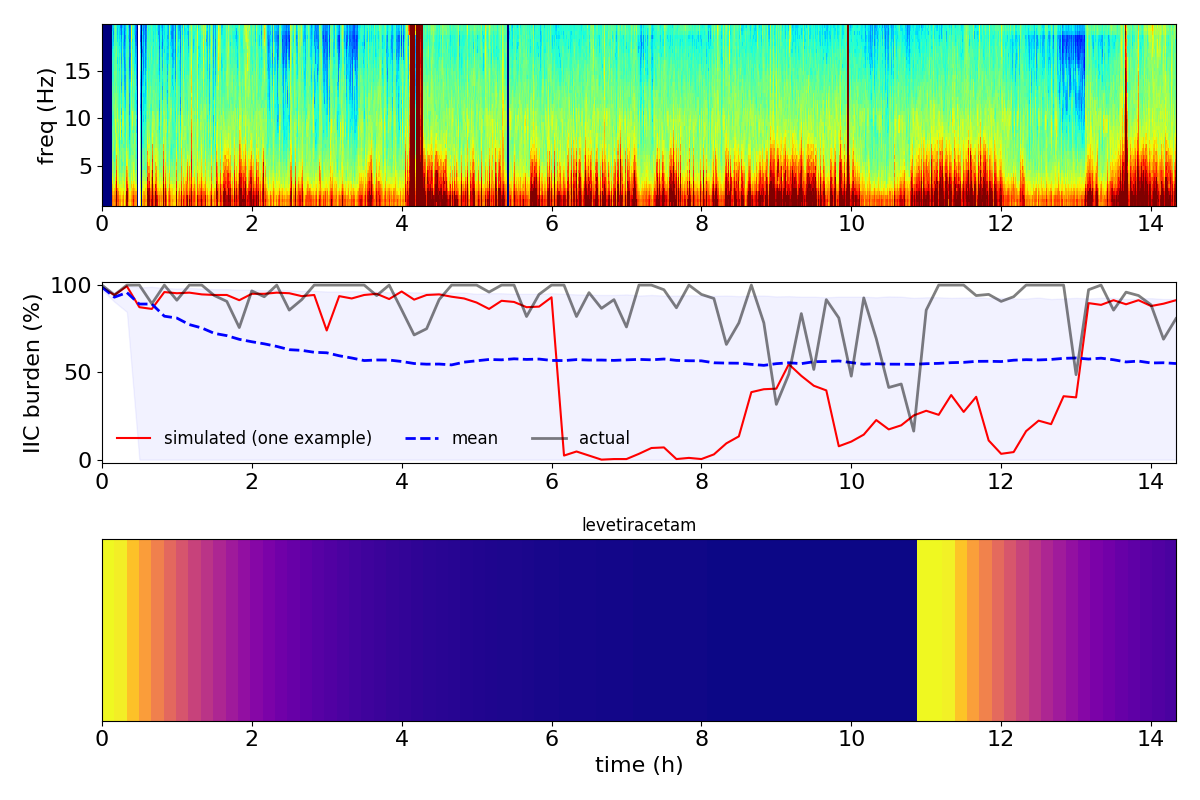 freq (Hz)
15
10
5
0 2 4 6 8 10 12 14
IIC burden (%)
100
50
0
simulated (one example) mean actual
0 2 4 6 8 10 12 14
levetiracetam
0 2 4 6 8 10 12 14
time (h)